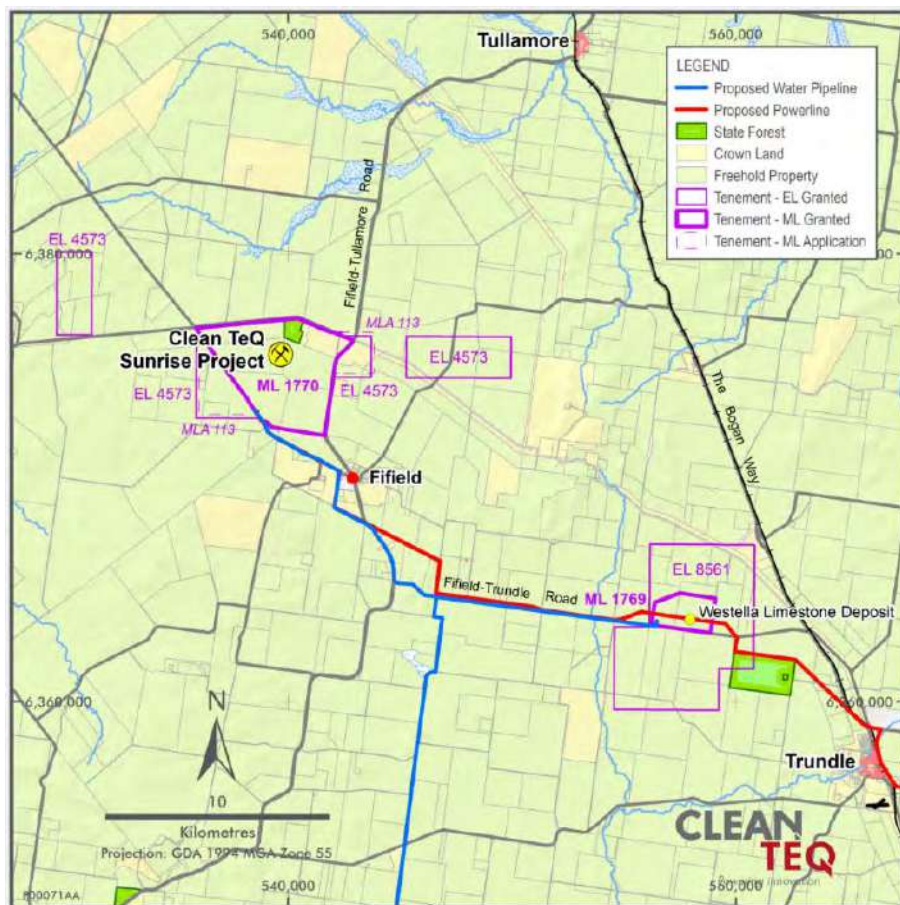 540,000
560,000
Tullamore
LEGEND
Proposed Water Pipeline
Proposed Powerline
State Forest
Crown Land
Freehold Property
Tenement - EL Granted
Tenement - ML Granted
Tenement - ML Application
Fifield-Tullamore Road
EL 4573
6,380,000
Clean TeQ
Sunrise Project
MLA 113
EL 4573
ML 1770
EL 4573
EL 4573
MLA 113
The Bogan Way
Fifield
EL 8561
Fifield-Trundle Road
ML 1769
Westella Limestone Deposit
N
6,360,000
Trundle
10
Kilometres
Projection: GDA 1994 MGA Zone 55
CLEAN
TEQ
540,000
560,000